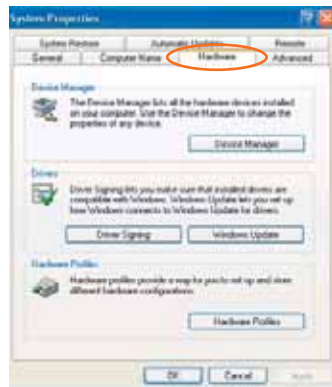 System Properties
System Restore Automatic Updates Remote
General Computer Name Hardware Advanced
Device Manager
The Device Manager lists all the hardware devices installed
on your computer. Use the Device Manager to change the
properties of any device.
Device Manager
Drivers
Driver Signing lets you make sure that installed drivers are
compatible with Windows. Windows Update lets you set up
how Windows connects to Windows Update for drivers.
Driver Signing Windows Update
Hardware Profiles
Hardware profiles provide a way for you to set up and store
different hardware configurations.
Hardware Profiles
OK Cancel Apply